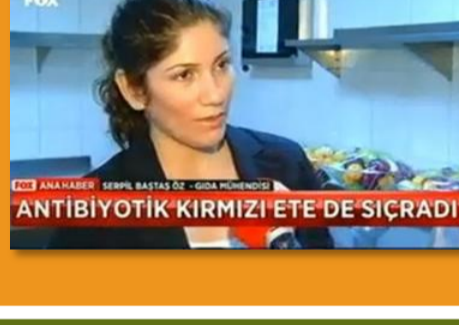 FOX
FOX ANA HABER SERPİL BAŞTAŞ ÖZ - GIDA MÜHENDİSİ
ANTİBİYOTİK KIRMIZI ETE DE SIÇRADI